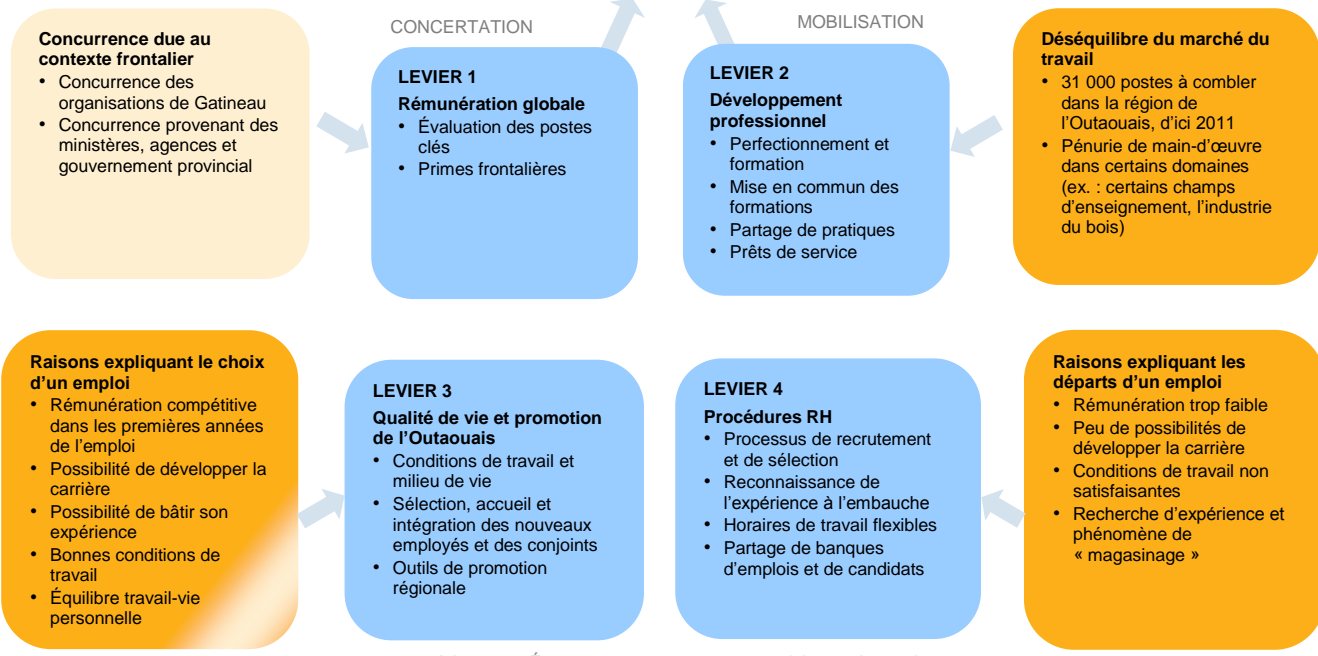 CONCERTATION
MOBILISATION
Concurrence due au
contexte frontalier
• Concurrence des
organisations de Gatineau
• Concurrence provenant des
ministères, agences et
gouvernement provincial
LEVIER 1
Rémunération globale
• Évaluation des postes
clés
• Primes frontalières
LEVIER 2
Développement
professionnel
• Perfectionnement et
formation
• Mise en commun des
formations
• Partage de pratiques
• Prêts de service
Déséquilibre du marché du
travail
• 31 000 postes à combler
dans la région de
l'Outaouais, d'ici 2011
• Pénurie de main-d'œuvre
dans certains domaines
(ex. : certains champs
d'enseignement, l'industrie
du bois)
Raisons expliquant le choix
d'un emploi
• Rémunération compétitive
dans les premières années
de l'emploi
• Possibilité de développer la
carrière
• Possibilité de bâtir son
expérience
• Bonnes conditions de
travail
• Équilibre travail-vie
personnelle
LEVIER 3
Qualité de vie et promotion
de l'Outaouais
• Conditions de travail et
milieu de vie
• Sélection, accueil et
intégration des nouveaux
employés et des conjoints
• Outils de promotion
régionale
LEVIER 4
Procédures RH
• Processus de recrutement
et de sélection
• Reconnaissance de
l'expérience à l'embauche
• Horaires de travail flexibles
• Partage de banques
d'emplois et de candidats
Raisons expliquant les
départs d'un emploi
• Rémunération trop faible
• Peu de possibilités de
développer la carrière
• Conditions de travail non
satisfaisantes
• Recherche d'expérience et
phénomène de
« magasinage »